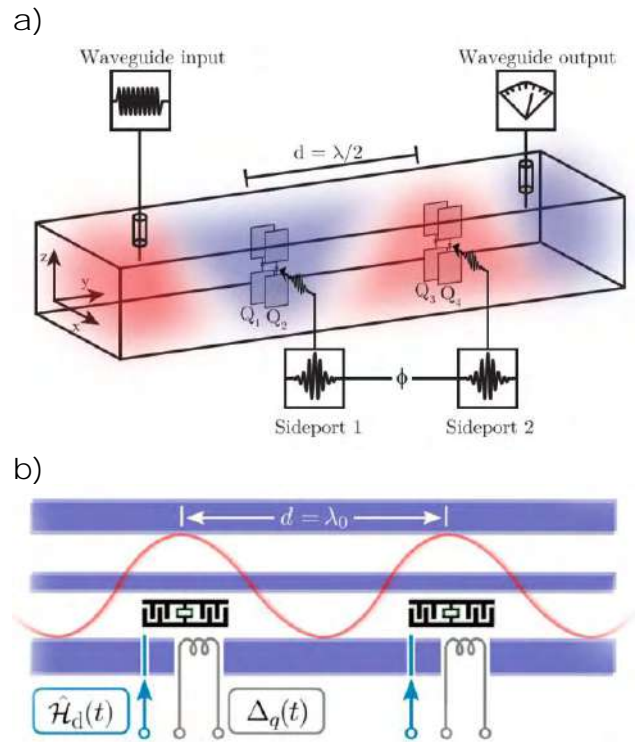 a)
Waveguide input
Waveguide output
d = λ/2
z
y
x
Q₁ Q₂
Q₃ Q₄
ϕ
Sideport 1
Sideport 2
b)
d = λ₀
Ĥd(t)
Δq(t)